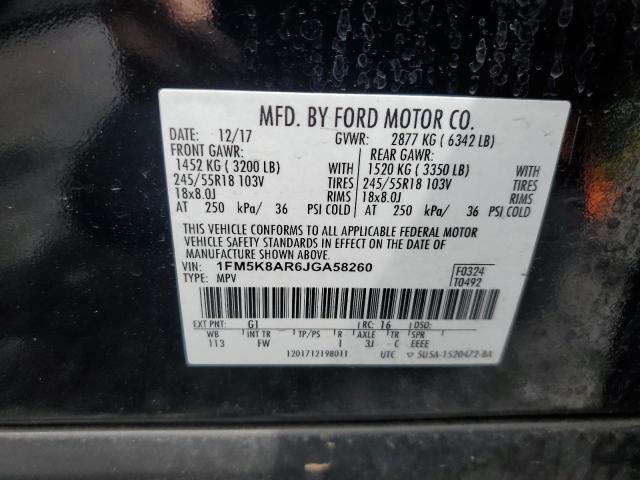 MFD. BY FORD MOTOR CO.
DATE: 12/17 GVWR: 2877 KG ( 6342 LB)
FRONT GAWR: REAR GAWR:
1452 KG ( 3200 LB) WITH 1520 KG ( 3350 LB) WITH
245/55R18 103V TIRES 245/55R18 103V TIRES
18x8.0J RIMS 18x8.0J RIMS
AT 250 kPa/ 36 PSI COLD AT 250 kPa/ 36 PSI COLD
THIS VEHICLE CONFORMS TO ALL APPLICABLE FEDERAL MOTOR
VEHICLE SAFETY STANDARDS IN EFFECT ON THE DATE OF
MANUFACTURE SHOWN ABOVE.
VIN: 1FM5K8AR6JGA58260 F0324
TYPE: MPV T0492
EXT PNT: G1 RC: 16 DSO:
WB INT TR TP/PS R AXLE TR SPR
113 FW I 3J C EEEE
1201712198011 UTC ▽ 5U5A-1520472-BA